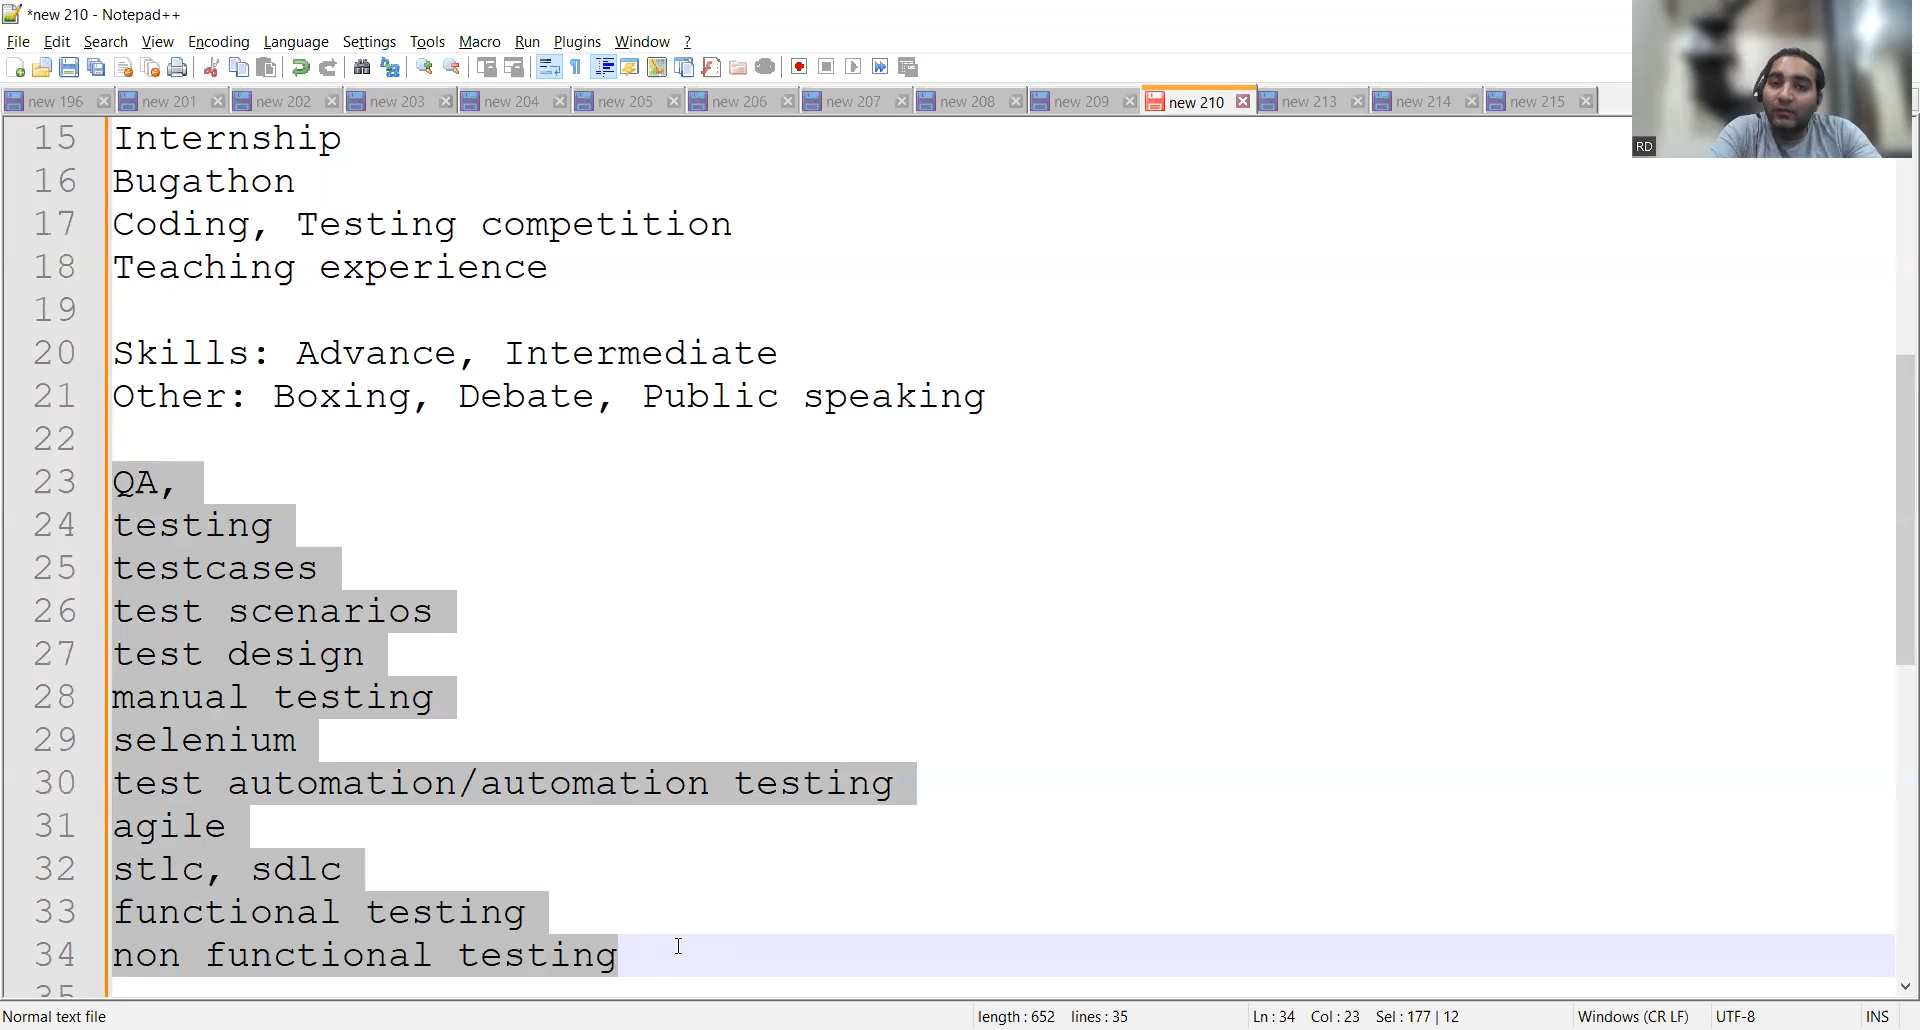 *new 210 - Notepad++
File Edit Search View Encoding Language Settings Tools Macro Run Plugins Window ?
new 196 new 201 new 202 new 203 new 204 new 205 new 206 new 207 new 208 new 209 new 210 new 213 new 214 new 215
RD
15 Internship
16 Bugathon
17 Coding, Testing competition
18 Teaching experience
19
20 Skills: Advance, Intermediate
21 Other: Boxing, Debate, Public speaking
22
23 QA,
24 testing
25 testcases
26 test scenarios
27 test design
28 manual testing
29 selenium
30 test automation/automation testing
31 agile
32 stlc, sdlc
33 functional testing
34 non functional testing
35
Normal text file length : 652 lines : 35 Ln : 34 Col : 23 Sel : 177 | 12 Windows (CR LF) UTF-8 INS